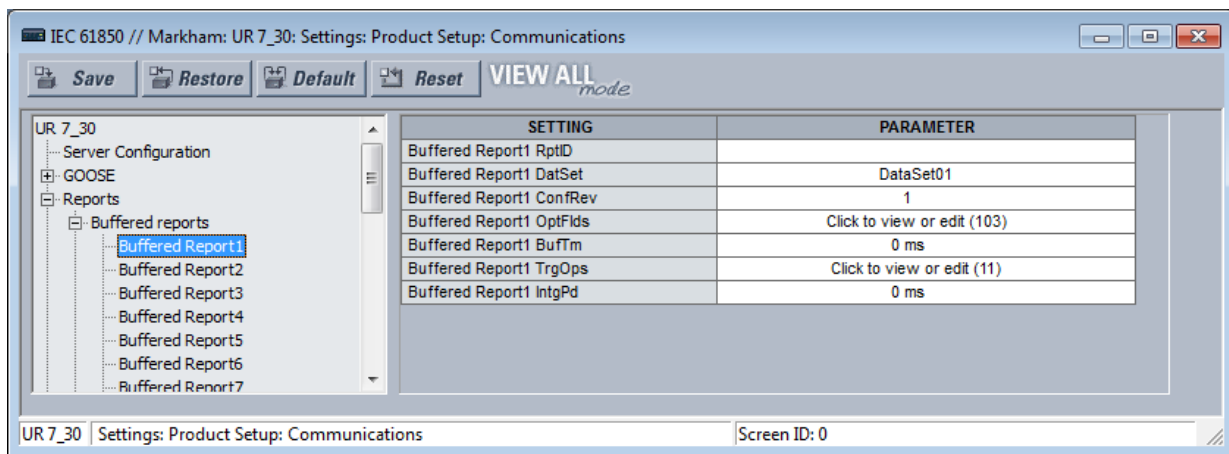 IEC 61850 // Markham: UR 7_30: Settings: Product Setup: Communications
Save Restore Default Reset VIEW ALL mode
UR 7_30
Server Configuration
GOOSE
Reports
Buffered reports
Buffered Report1
Buffered Report2
Buffered Report3
Buffered Report4
Buffered Report5
Buffered Report6
Buffered Report7
SETTING PARAMETER
Buffered Report1 RptID
Buffered Report1 DatSet DataSet01
Buffered Report1 ConfRev 1
Buffered Report1 OptFlds Click to view or edit (103)
Buffered Report1 BufTm 0 ms
Buffered Report1 TrgOps Click to view or edit (11)
Buffered Report1 IntgPd 0 ms
UR 7_30 Settings: Product Setup: Communications Screen ID: 0